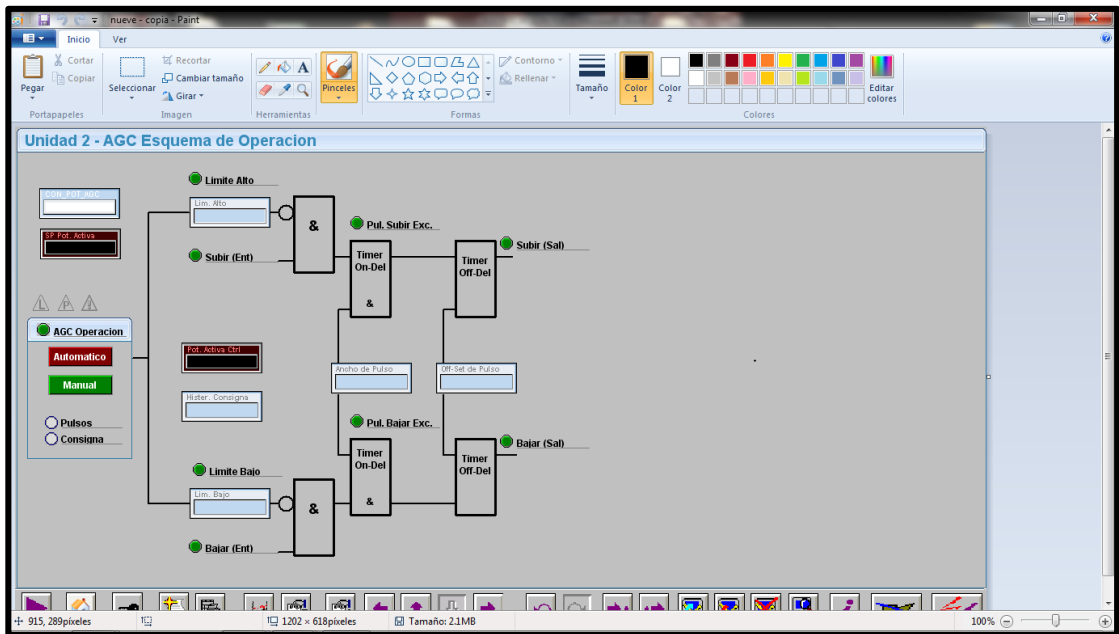 nueve - copia - Paint
Inicio
Ver
Pegar
Cortar
Copiar
Portapapeles
Seleccionar
Recortar
Cambiar tamaño
Girar
Imagen
A
Herramientas
Pinceles
Contorno
Rellenar
Formas
Tamaño
Color 1
Color 2
Editar colores
Colores
Unidad 2 - AGC Esquema de Operacion
CON_POT_AGC
SP Pot. Activa
Limite Alto
Lim. Alto
&
Subir (Ent)
Pul. Subir Exc.
Timer
On-Del
&
Timer
Off-Del
Subir (Sal)
L
P
AGC Operacion
Automatico
Manual
Pulsos
Consigna
Pot. Activa Ctrl
Hister. Consigna
Ancho de Pulso
Off-Set de Pulso
Pul. Bajar Exc.
Timer
On-Del
&
Timer
Off-Del
Bajar (Sal)
Limite Bajo
Lim. Bajo
&
Bajar (Ent)
915, 289píxeles
1202 × 618píxeles
Tamaño: 2.1MB
100%